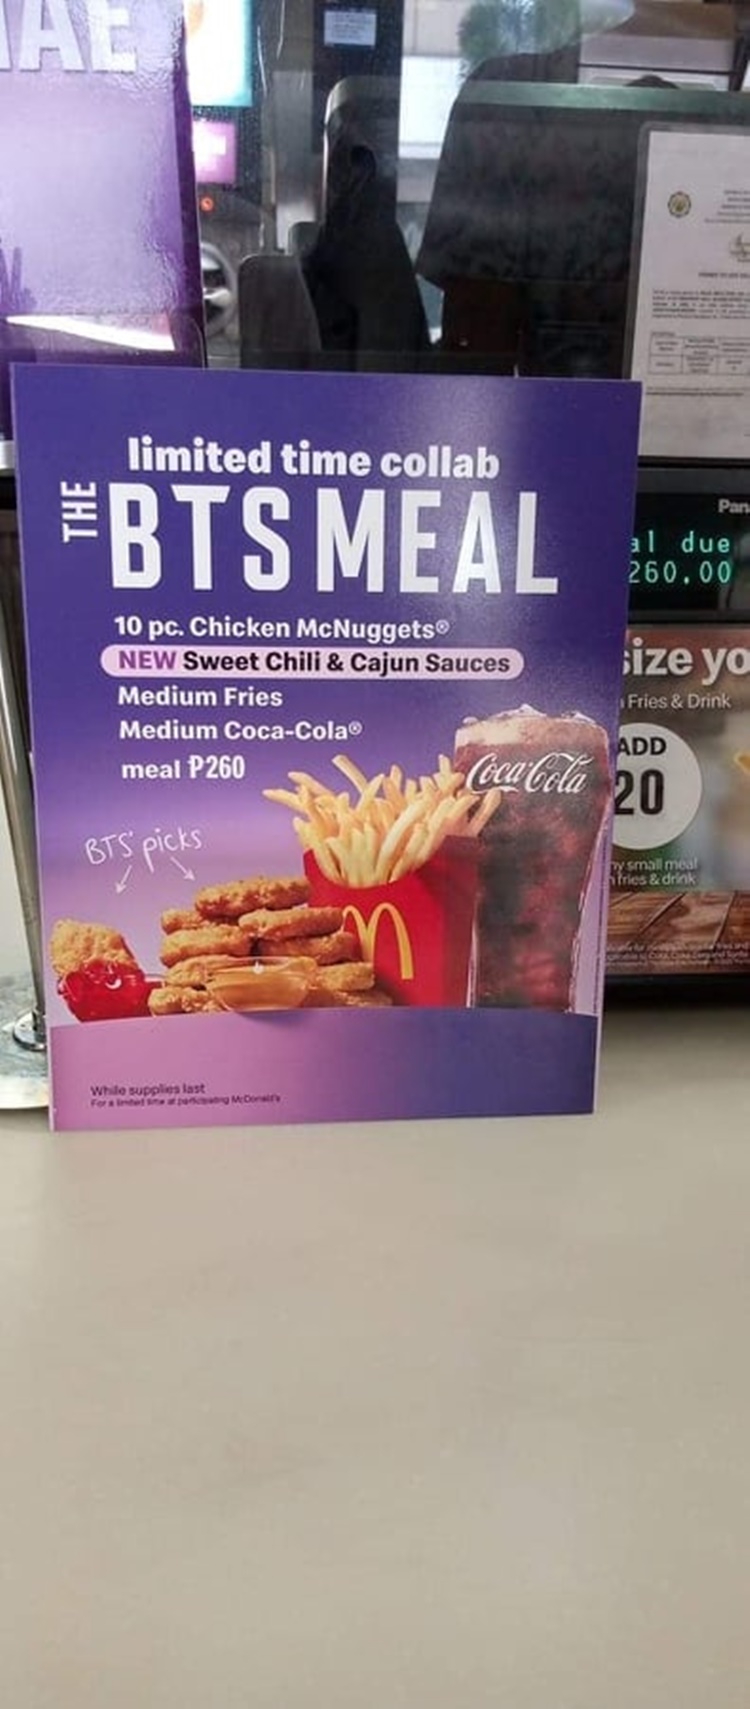 limited time collab
THE
BTS MEAL
10 pc. Chicken McNuggets®
NEW Sweet Chili & Cajun Sauces
Medium Fries
Medium Coca-Cola®
meal ₱260
Coca-Cola
BTS' picks
While supplies last
For a limited time at participating McDonald's
Pan
al due
260.00
size yo
Fries & Drink
ADD
20
ny small meal
fries & drink